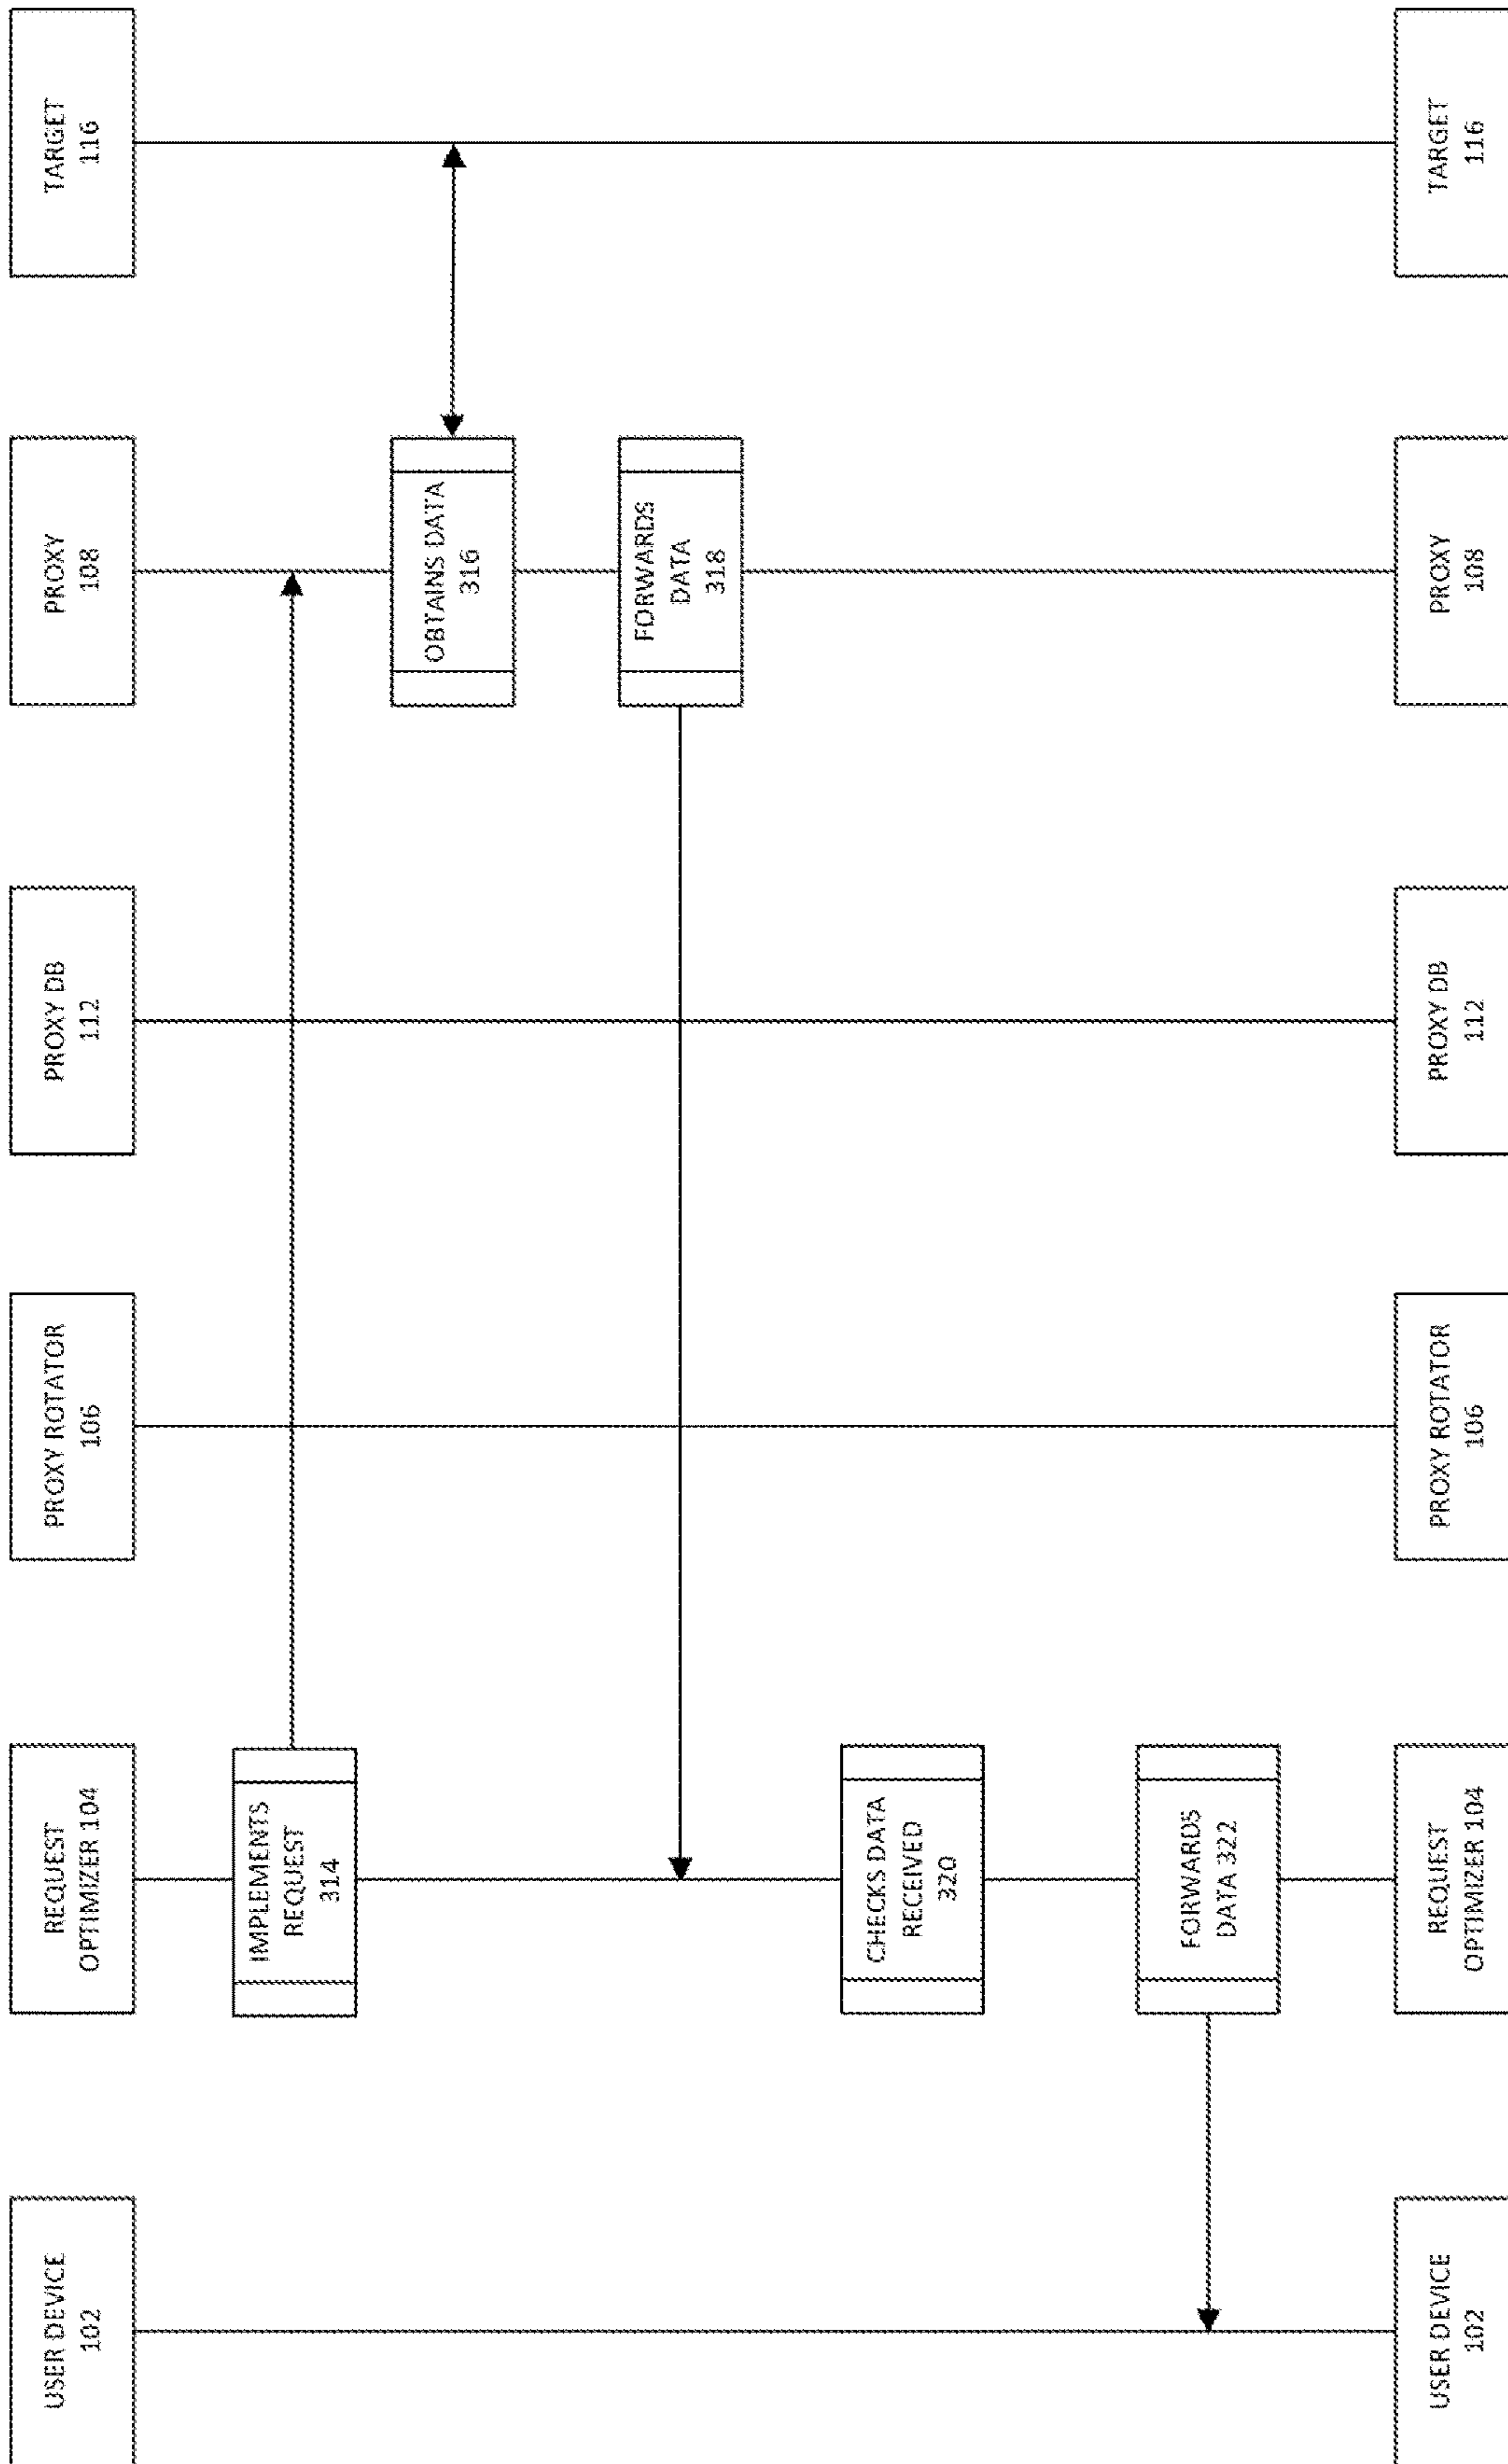 USER DEVICE
102
REQUEST
OPTIMIZER 104
PROXY ROTATOR
106
PROXY DB
112
PROXY
108
TARGET
116
IMPLEMENTS
REQUEST
314
OBTAINS DATA
316
FORWARDS
DATA
318
CHECKS DATA
RECEIVED
320
FORWARDS
DATA 322
USER DEVICE
102
REQUEST
OPTIMIZER 104
PROXY ROTATOR
106
PROXY DB
112
PROXY
108
TARGET
116